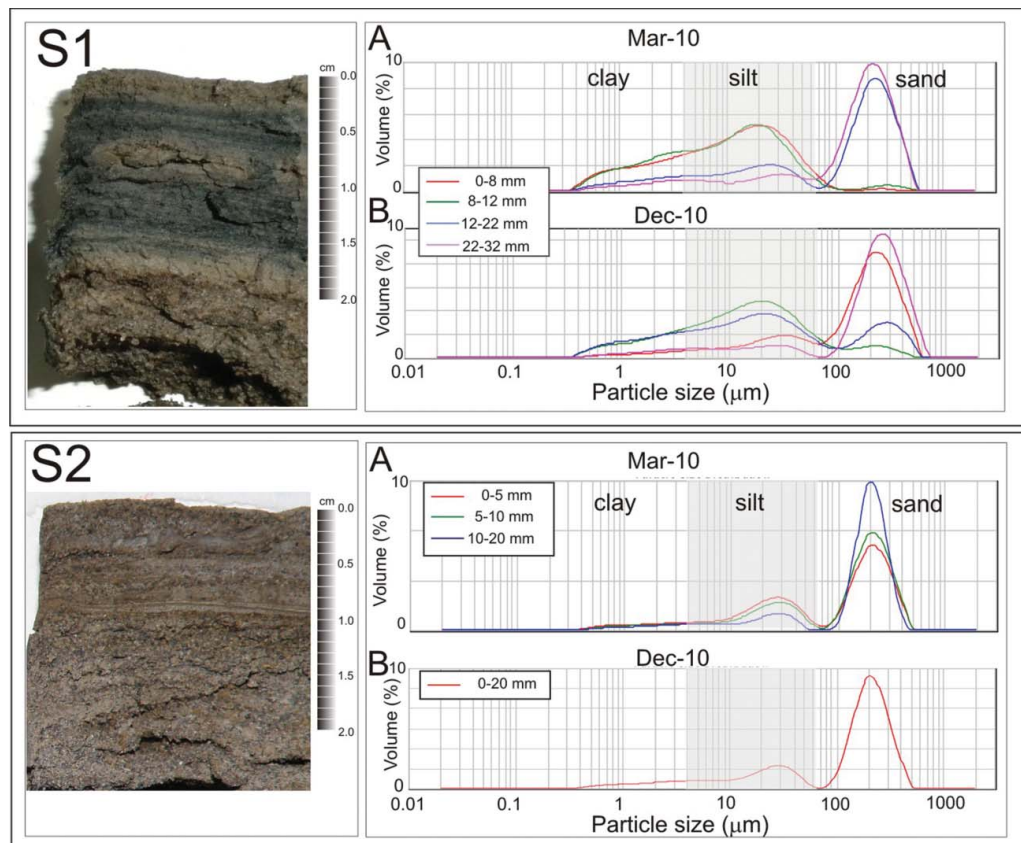 S1
cm
0.0
0.5
1.0
1.5
2.0
A
Mar-10
clay silt sand
10
Volume (%)
0
0-8 mm
8-12 mm
12-22 mm
22-32 mm
B
Dec-10
10
Volume (%)
0
0.01 0.1 1 10 100 1000
Particle size (μm)
S2
cm
0.0
0.5
1.0
1.5
2.0
A
Mar-10
clay silt sand
10
Volume (%)
0
0-5 mm
5-10 mm
10-20 mm
B
Dec-10
10
Volume (%)
0
0-20 mm
0.01 0.1 1 10 100 1000
Particle size (μm)